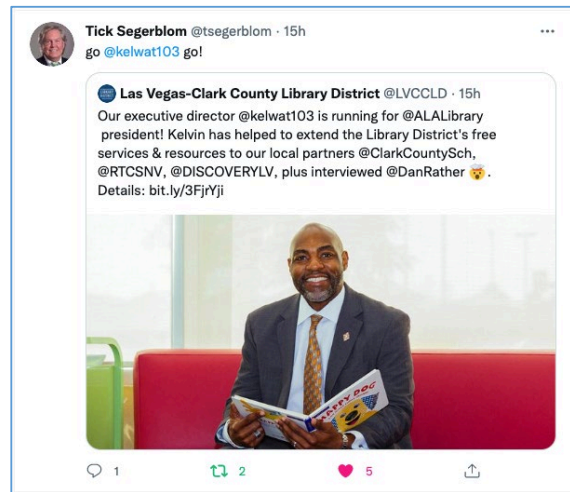 Tick Segerblom @tsegerblom · 15h
go @kelwat103 go!
Las Vegas-Clark County Library District @LVCCLD · 15h
Our executive director @kelwat103 is running for @ALALibrary
president! Kelvin has helped to extend the Library District's free
services & resources to our local partners @ClarkCountySch,
@RTCSNV, @DISCOVERYLV, plus interviewed @DanRather 🤯.
Details: bit.ly/3FjrYji
HAPPY DOG
1 2 5